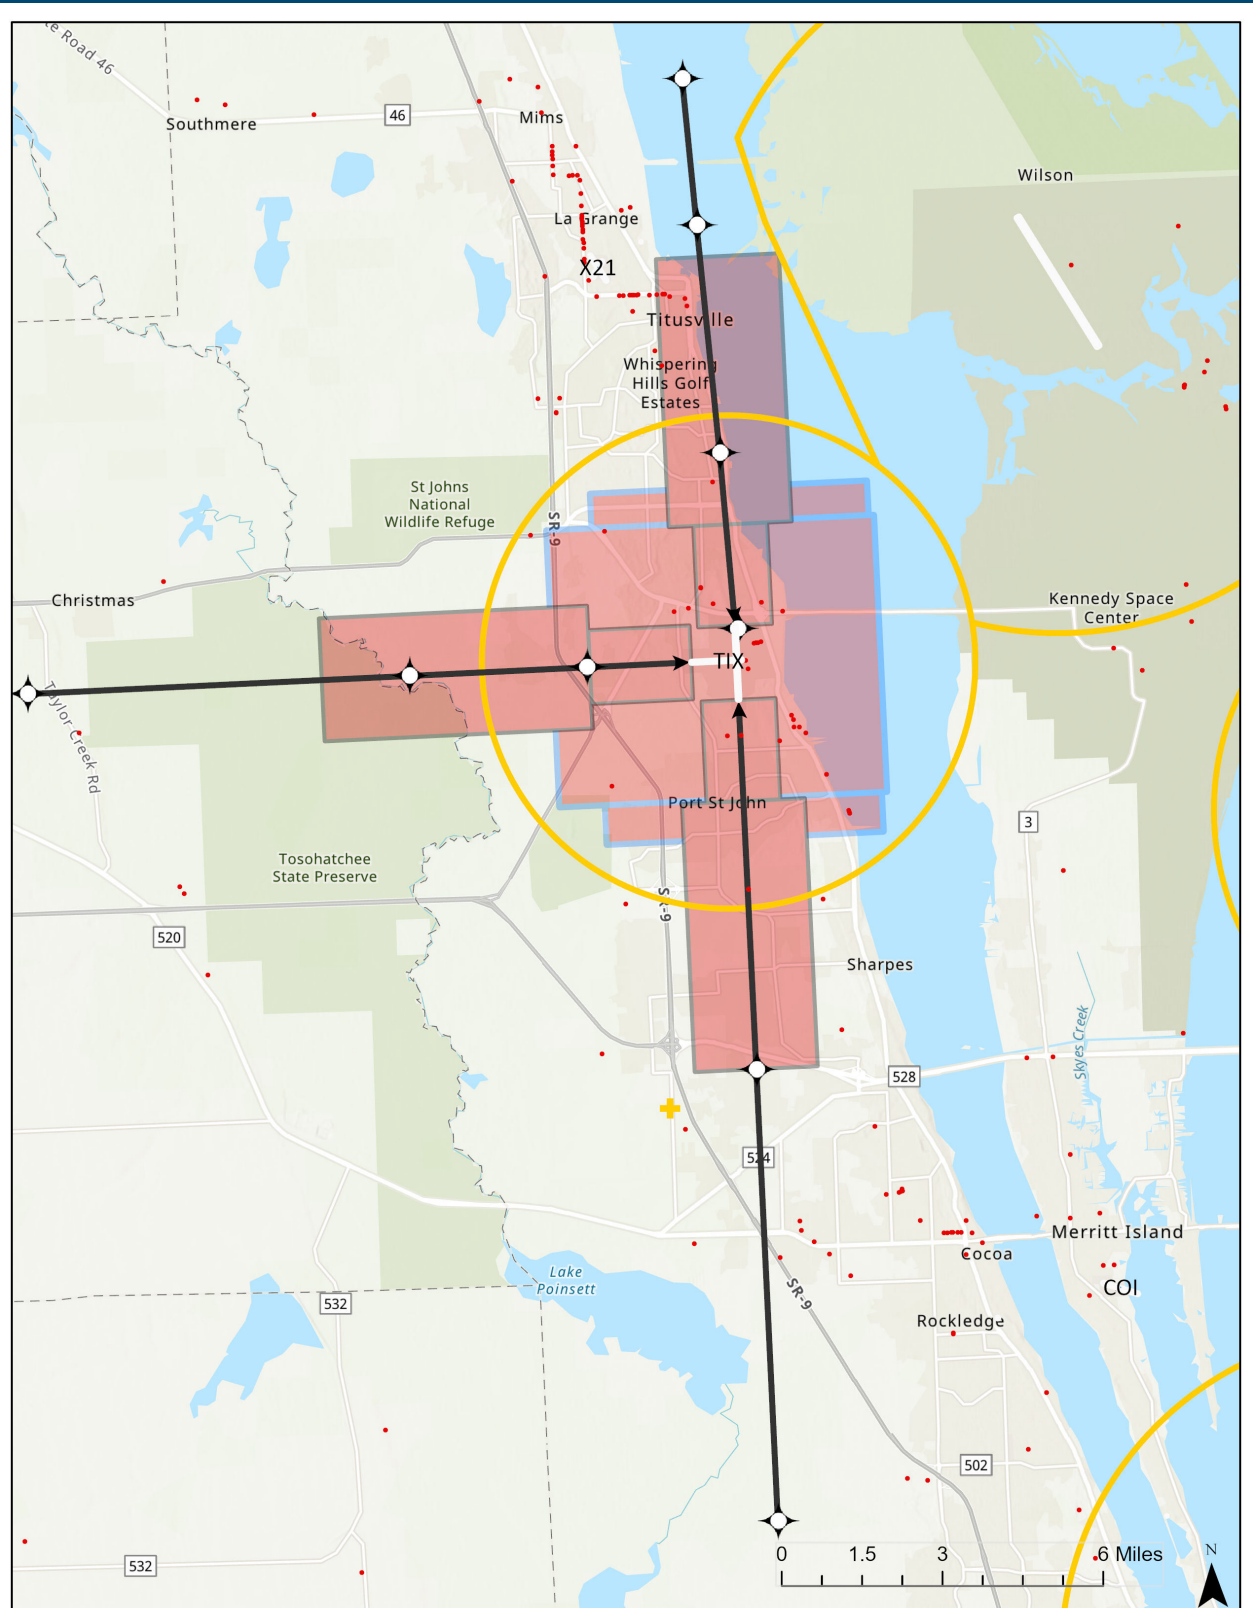 te Road 46
46
Southmere
Mims
Wilson
La Grange
X21
Titusville
Whispering
Hills Golf
Estates
St Johns
National
Wildlife Refuge
SR-9
Christmas
Kennedy Space
Center
TIX
Taylor Creek Rd
Port St John
3
Tosohatchee
State Preserve
SR-9
520
Sharpes
Skyes Creek
528
524
Merritt Island
Cocoa
Lake
Poinsett
SR-9
COI
532
Rockledge
502
532
0 1.5 3 6 Miles
N